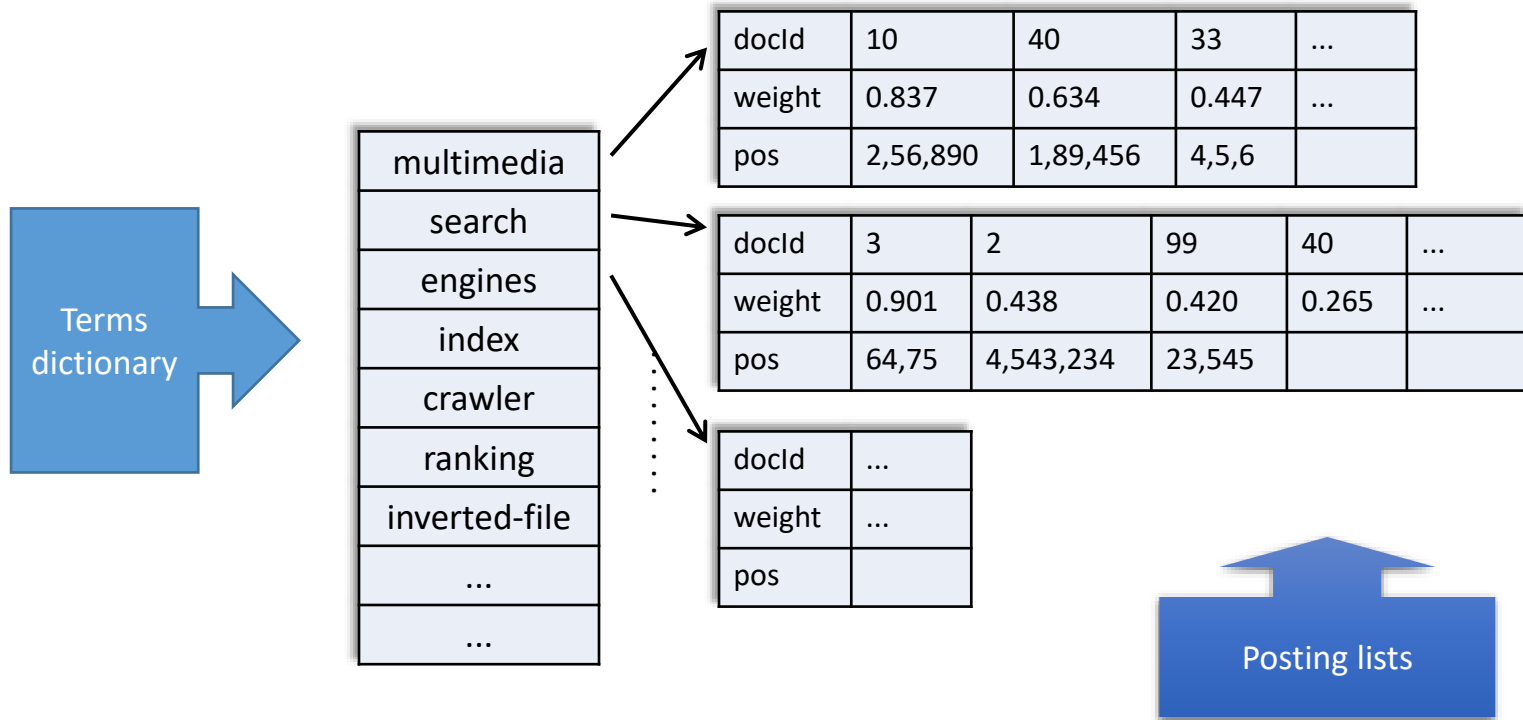 Terms
dictionary
multimedia
search
engines
index
crawler
ranking
inverted-file
...
...
docId 10 40 33 ...
weight 0.837 0.634 0.447 ...
pos 2,56,890 1,89,456 4,5,6
docId 3 2 99 40 ...
weight 0.901 0.438 0.420 0.265 ...
pos 64,75 4,543,234 23,545
docId ...
weight ...
pos
Posting lists